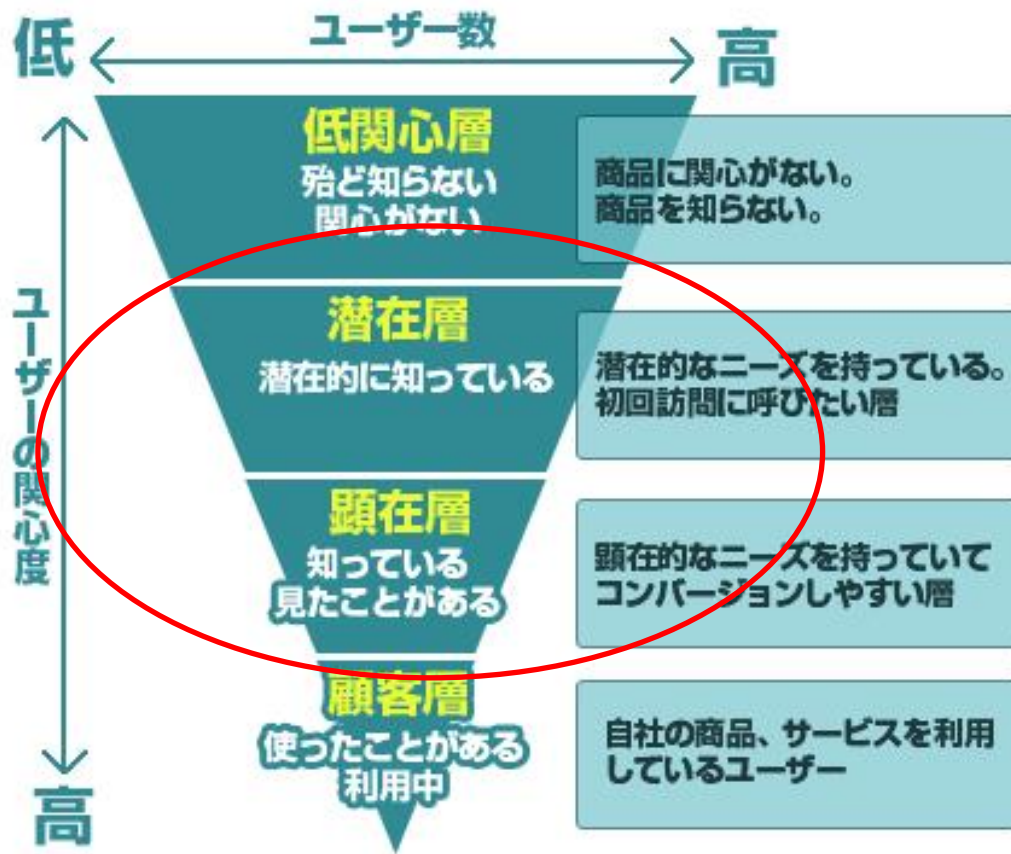 ユーザー数
低
高
ユーザーの関心度
高
低関心層
殆ど知らない
関心がない
商品に関心がない。
商品を知らない。
潜在層
潜在的に知っている
潜在的なニーズを持っている。
初回訪問に呼びたい層
顕在層
知っている
見たことがある
顕在的なニーズを持っていて
コンバージョンしやすい層
顧客層
使ったことがある
利用中
自社の商品、サービスを利用
しているユーザー